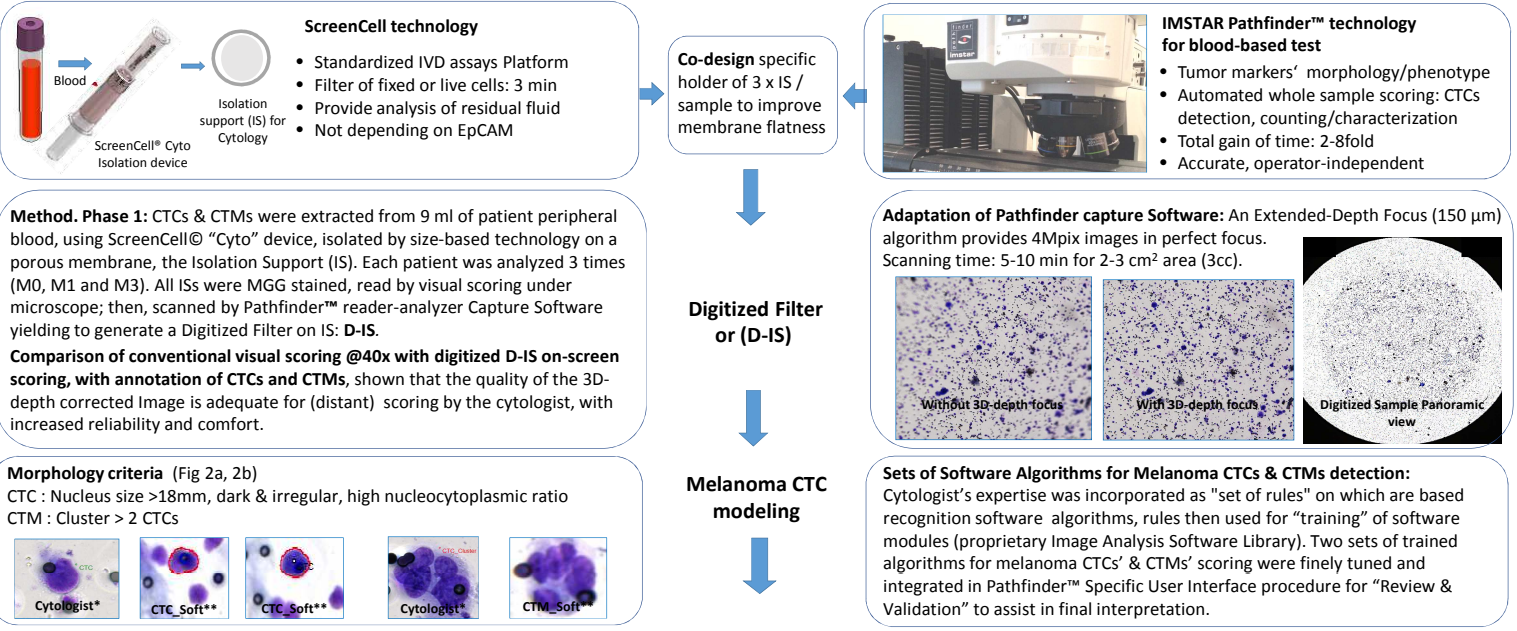 ScreenCell technology
Blood
Isolation
support (IS) for
Cytology
ScreenCell® Cyto
Isolation device
• Standardized IVD assays Platform
• Filter of fixed or live cells: 3 min
• Provide analysis of residual fluid
• Not depending on EpCAM
Co-design specific
holder of 3 x IS /
sample to improve
membrane flatness
imstar
IMSTAR Pathfinder™ technology
for blood-based test
• Tumor markers‘ morphology/phenotype
• Automated whole sample scoring: CTCs
detection, counting/characterization
• Total gain of time: 2-8fold
• Accurate, operator-independent
Method. Phase 1: CTCs & CTMs were extracted from 9 ml of patient peripheral
blood, using ScreenCell© “Cyto” device, isolated by size-based technology on a
porous membrane, the Isolation Support (IS). Each patient was analyzed 3 times
(M0, M1 and M3). All ISs were MGG stained, read by visual scoring under
microscope; then, scanned by Pathfinder™ reader-analyzer Capture Software
yielding to generate a Digitized Filter on IS: D-IS.
Comparison of conventional visual scoring @40x with digitized D-IS on-screen
scoring, with annotation of CTCs and CTMs, shown that the quality of the 3D-
depth corrected Image is adequate for (distant) scoring by the cytologist, with
increased reliability and comfort.
Digitized Filter
or (D-IS)
Adaptation of Pathfinder capture Software: An Extended-Depth Focus (150 µm)
algorithm provides 4Mpix images in perfect focus.
Scanning time: 5-10 min for 2-3 cm² area (3cc).
Without 3D-depth focus
With 3D-depth focus
Digitized Sample Panoramic
view
Morphology criteria (Fig 2a, 2b)
CTC : Nucleus size >18mm, dark & irregular, high nucleocytoplasmic ratio
CTM : Cluster > 2 CTCs
CTC
Cytologist*
CTC_Soft**
CTC
CTC_Soft**
CTC_Cluster
Cytologist*
CTM_Soft**
Melanoma CTC
modeling
Sets of Software Algorithms for Melanoma CTCs & CTMs detection:
Cytologist’s expertise was incorporated as "set of rules" on which are based
recognition software algorithms, rules then used for “training” of software
modules (proprietary Image Analysis Software Library). Two sets of trained
algorithms for melanoma CTCs’ & CTMs’ scoring were finely tuned and
integrated in Pathfinder™ Specific User Interface procedure for “Review &
Validation” to assist in final interpretation.